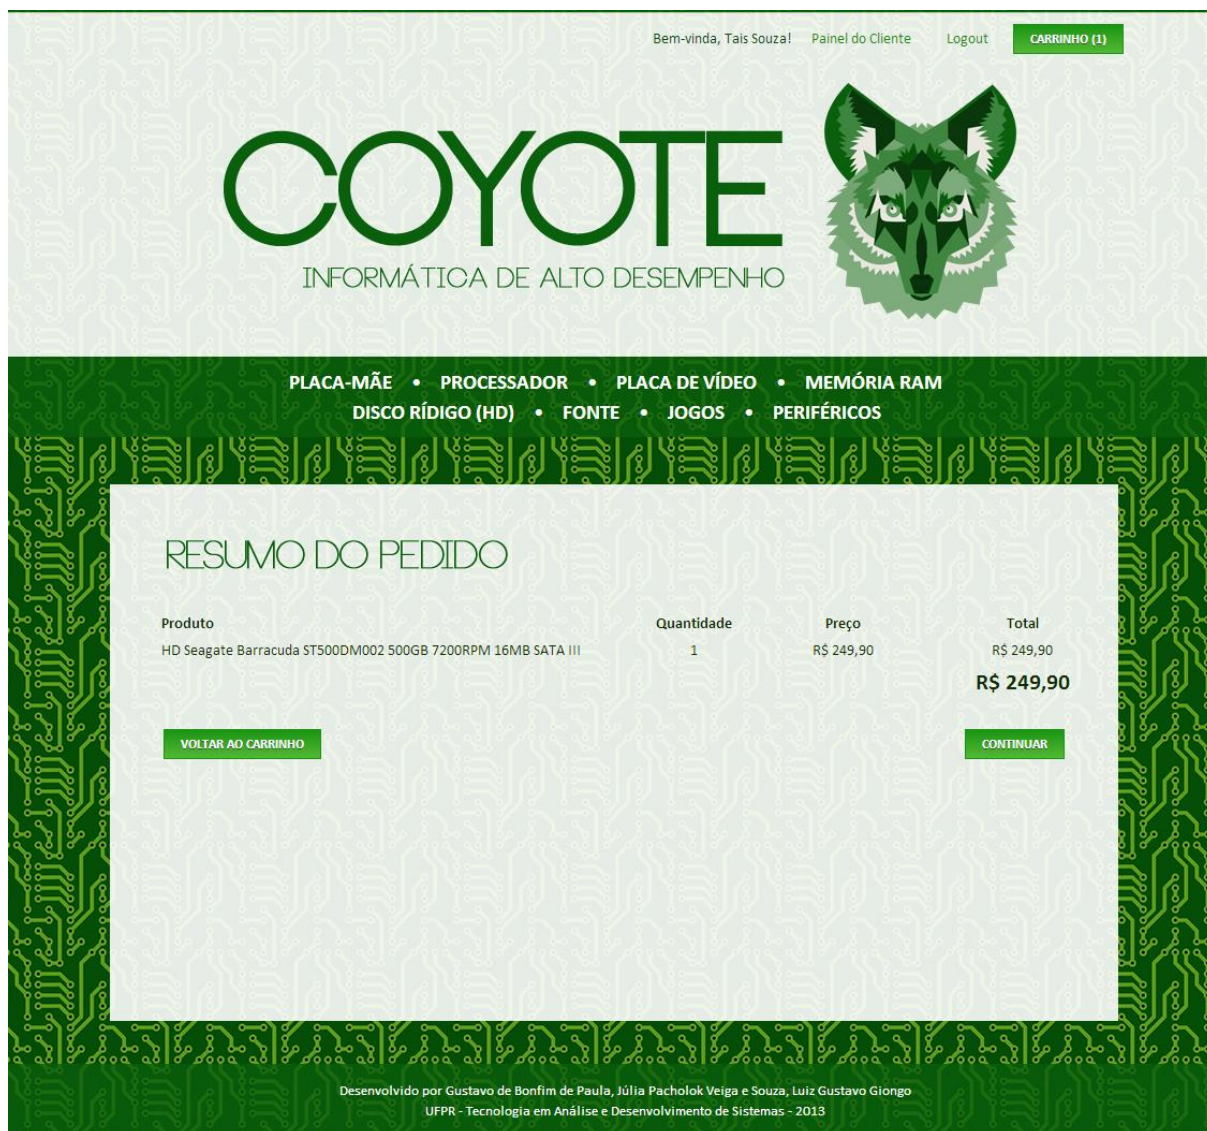 Bem-vinda, Tais Souza! Painel do Cliente Logout CARRINHO (1)
COYOTE
INFORMÁTICA DE ALTO DESEMPENHO
PLACA-MÃE • PROCESSADOR • PLACA DE VÍDEO • MEMÓRIA RAM
DISCO RÍDIGO (HD) • FONTE • JOGOS • PERIFÉRICOS
RESUMO DO PEDIDO
Produto Quantidade Preço Total
HD Seagate Barracuda ST500DM002 500GB 7200RPM 16MB SATA III 1 R$ 249,90 R$ 249,90
R$ 249,90
VOLTAR AO CARRINHO CONTINUAR
Desenvolvido por Gustavo de Bonfim de Paula, Júlia Pacholok Veiga e Souza, Luiz Gustavo Giongo
UFPR - Tecnologia em Análise e Desenvolvimento de Sistemas - 2013